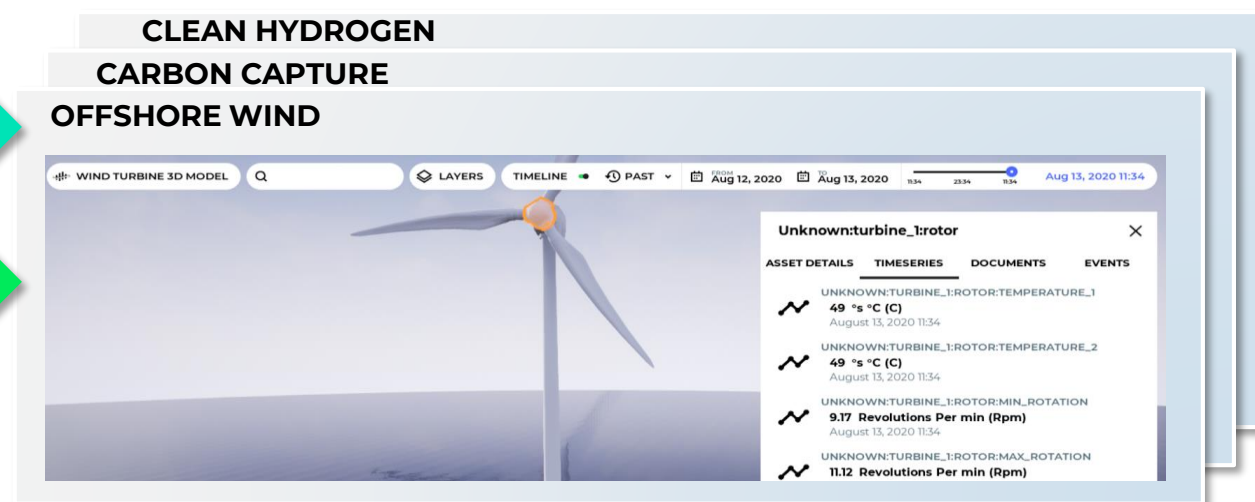 CLEAN HYDROGEN
CARBON CAPTURE
OFFSHORE WIND
WIND TURBINE 3D MODEL LAYERS TIMELINE PAST FROM Aug 12, 2020 TO Aug 13, 2020 11:34 23:34 11:34 Aug 13, 2020 11:34
Unknown:turbine_1:rotor
ASSET DETAILS TIMESERIES DOCUMENTS EVENTS
UNKNOWN:TURBINE_1:ROTOR:TEMPERATURE_1
49 °s °C (C)
August 13, 2020 11:34
UNKNOWN:TURBINE_1:ROTOR:TEMPERATURE_2
49 °s °C (C)
August 13, 2020 11:34
UNKNOWN:TURBINE_1:ROTOR:MIN_ROTATION
9.17 Revolutions Per min (Rpm)
August 13, 2020 11:34
UNKNOWN:TURBINE_1:ROTOR:MAX_ROTATION
11.12 Revolutions Per min (Rpm)